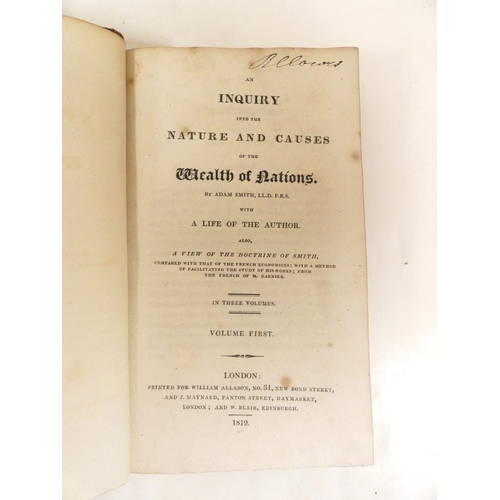 AN
INQUIRY
INTO THE
NATURE AND CAUSES
OF THE
Wealth of Nations.
BY ADAM SMITH, LL.D. F.R.S.
WITH
A LIFE OF THE AUTHOR.
ALSO,
A VIEW OF THE DOCTRINE OF SMITH,
COMPARED WITH THAT OF THE FRENCH ECONOMISTS; WITH A METHOD
OF FACILITATING THE STUDY OF HIS WORKS; FROM
THE FRENCH OF M. GARNIER.
IN THREE VOLUMES.
VOLUME FIRST.
LONDON:
PRINTED FOR WILLIAM ALLASON, NO. 31, NEW BOND STREET,
AND J. MAYNARD, PANTON STREET, HAYMARKET,
LONDON; AND W. BLAIR, EDINBURGH.
1819.